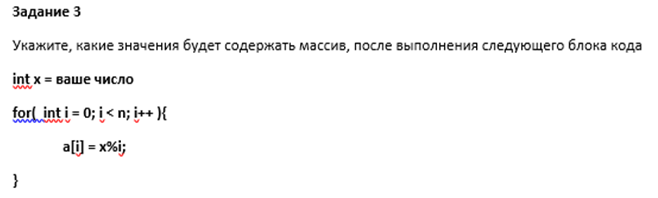 Задание 3
Укажите, какие значения будет содержать массив, после выполнения следующего блока кода
int x = ваше число
for(  int i = 0; i < n; i++ ){
a[i] = x%i;
}